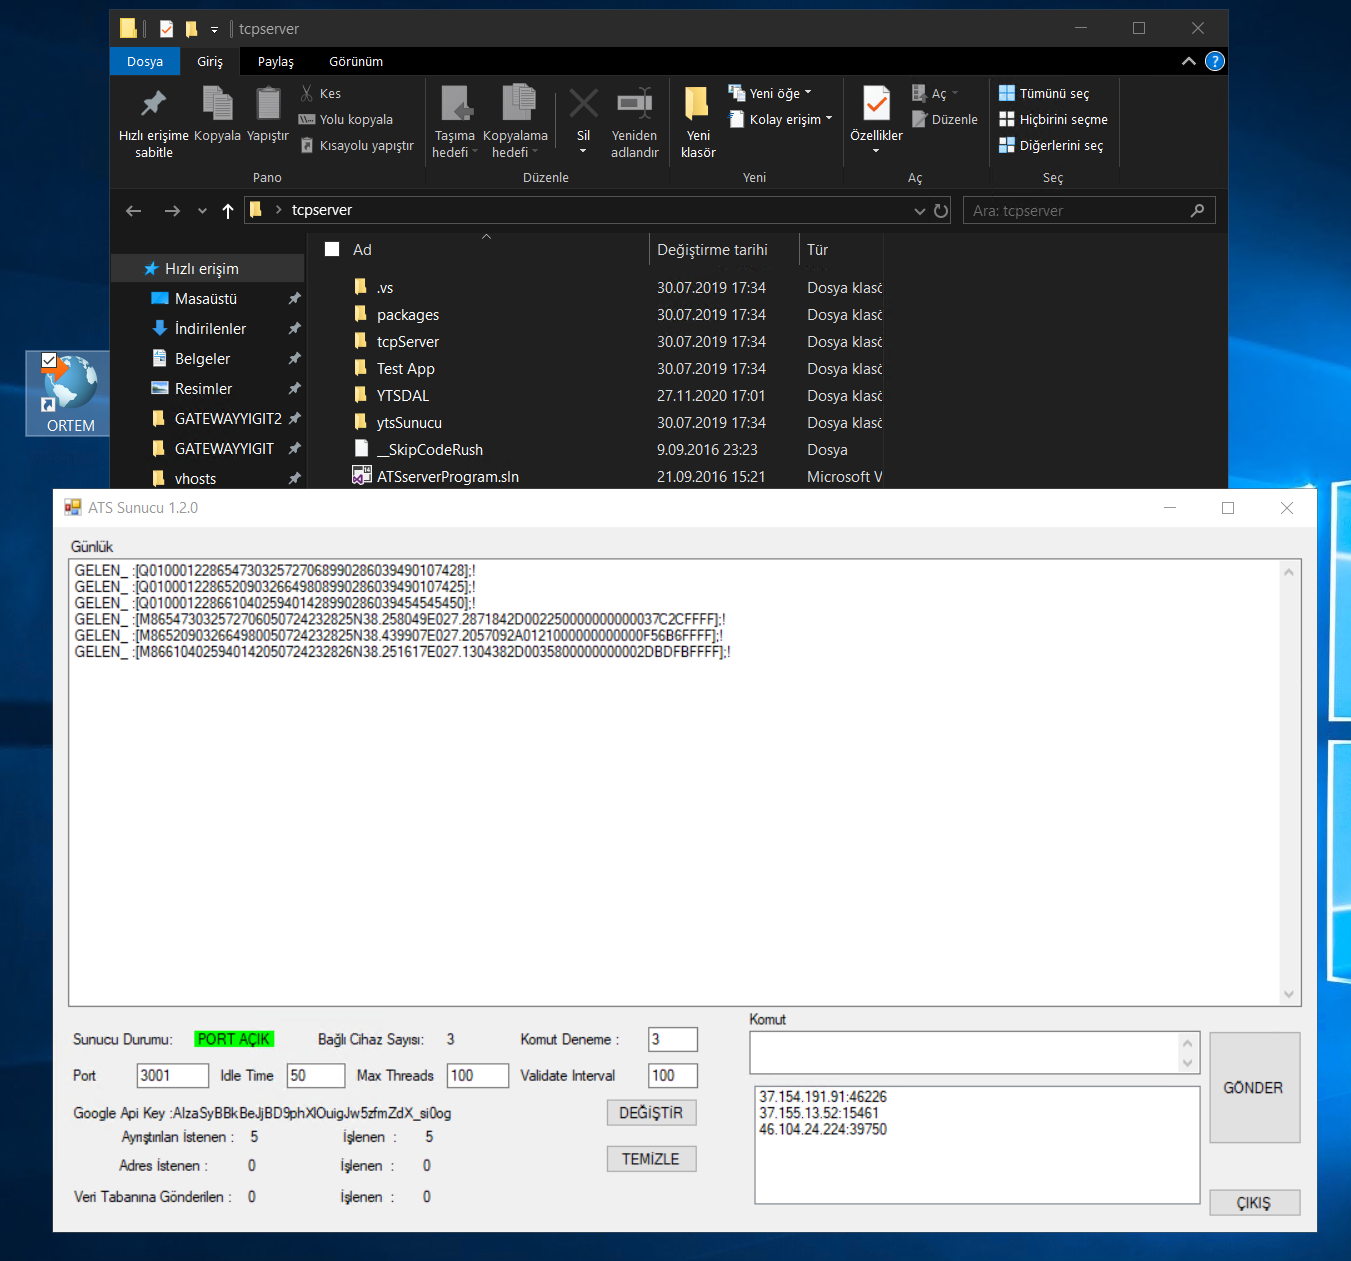 tcpserver
Dosya
Giriş
Paylaş
Görünüm
Hızlı erişime sabitle
Kopyala
Yapıştır
Kes
Yolu kopyala
Kısayolu yapıştır
Taşıma hedefi
Kopyalama hedefi
Sil
Yeniden adlandır
Yeni klasör
Yeni öğe
Kolay erişim
Özellikler
Aç
Düzenle
Tümünü seç
Hiçbirini seçme
Diğerlerini seç
Pano
Düzenle
Yeni
Aç
Seç
tcpserver
Ara: tcpserver
Ad
Değiştirme tarihi
Tür
Hızlı erişim
Masaüstü
İndirilenler
Belgeler
Resimler
GATEWAYYIGIT2
GATEWAYYIGIT
vhosts
.vs 30.07.2019 17:34 Dosya klasö
packages 30.07.2019 17:34 Dosya klasö
tcpServer 30.07.2019 17:34 Dosya klasö
Test App 30.07.2019 17:34 Dosya klasö
YTSDAL 27.11.2020 17:01 Dosya klasö
ytsSunucu 30.07.2019 17:34 Dosya klasö
__SkipCodeRush 9.09.2016 23:23 Dosya
ATSserverProgram.sln 21.09.2016 15:21 Microsoft V
ORTEM
ATS Sunucu 1.2.0
Günlük
GELEN_ :[Q010001228654730325727068990286039490107428];!
GELEN_ :[Q010001228652090326649808990286039490107425];!
GELEN_ :[Q010001228661040259401428990286039454545450];!
GELEN_ :[M865473032572706050724232825N38.258049E027.2871842D002250000000000037C2CFFFF];!
GELEN_ :[M865209032664980050724232825N38.439907E027.2057092A0121000000000000F56B6FFFF];!
GELEN_ :[M866104025940142050724232826N38.251617E027.1304382D0035800000000002DBDFBFFFF];!
Sunucu Durumu: PORT AÇIK Bağlı Cihaz Sayısı: 3 Komut Deneme : 3
Port 3001 Idle Time 50 Max Threads 100 Validate Interval 100
Google Api Key :AIzaSyBBkBeJjBD9phXlOuigJw5zfmZdX_si0og
DEĞİŞTİR
Ayrıştırılan İstenen : 5 İşlenen : 5
Adres İstenen : 0 İşlenen : 0
TEMİZLE
Veri Tabanına Gönderilen : 0 İşlenen : 0
Komut
37.154.191.91:46226
37.155.13.52:15461
46.104.24.224:39750
GÖNDER
ÇIKIŞ